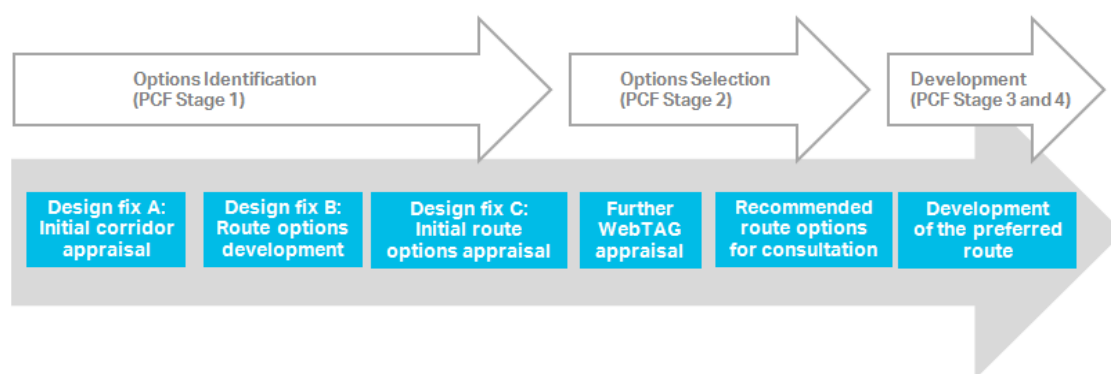 Options Identification
(PCF Stage 1)
Options Selection
(PCF Stage 2)
Development
(PCF Stage 3 and 4)
Design fix A:
Initial corridor
appraisal
Design fix B:
Route options
development
Design fix C:
Initial route
options appraisal
Further
WebTAG
appraisal
Recommended
route options
for consultation
Development
of the preferred
route